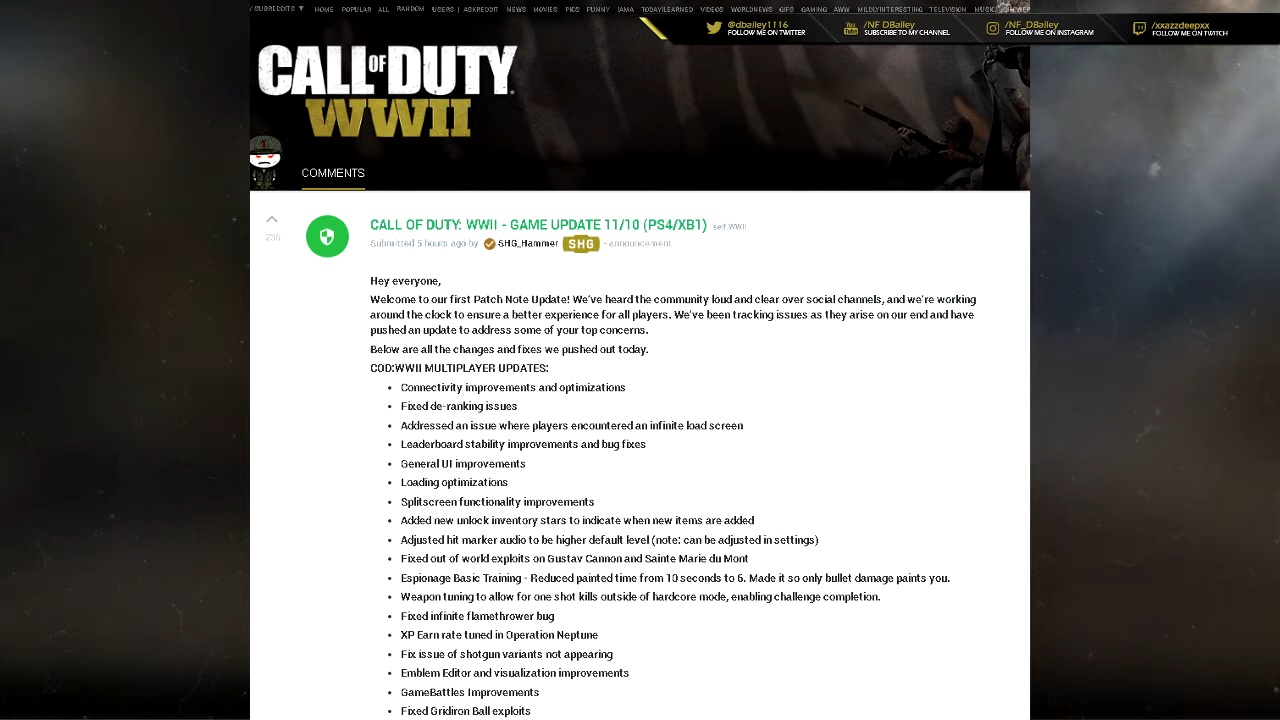 / SUBREDDITS ▼ HOME POPULAR ALL RANDOM USERS | ASKREDDIT NEWS MOVIES PICS FUNNY IAMA TODAYILEARNED VIDEOS WORLDNEWS GIFS GAMING AWW MILDLYINTERESTING TELEVISION MUSIC SHOWER
@dbailey1116
FOLLOW ME ON TWITTER
You Tube
/NF DBailey
SUBSCRIBE TO MY CHANNEL
/NF_DBailey
FOLLOW ME ON INSTAGRAM
/xxazzdeepxx
FOLLOW ME ON TWITCH
CALL OF DUTY
WWII
COMMENTS
236
CALL OF DUTY: WWII - GAME UPDATE 11/10 (PS4/XB1) self.WWII
Submitted 5 hours ago by SHG_Hammer SHG - announcement
Hey everyone,
Welcome to our first Patch Note Update! We've heard the community loud and clear over social channels, and we're working
around the clock to ensure a better experience for all players. We've been tracking issues as they arise on our end and have
pushed an update to address some of your top concerns.
Below are all the changes and fixes we pushed out today.
COD:WWII MULTIPLAYER UPDATES:
• Connectivity improvements and optimizations
• Fixed de-ranking issues
• Addressed an issue where players encountered an infinite load screen
• Leaderboard stability improvements and bug fixes
• General UI improvements
• Loading optimizations
• Splitscreen functionality improvements
• Added new unlock inventory stars to indicate when new items are added
• Adjusted hit marker audio to be higher default level (note: can be adjusted in settings)
• Fixed out of world exploits on Gustav Cannon and Sainte Marie du Mont
• Espionage Basic Training - Reduced painted time from 10 seconds to 6. Made it so only bullet damage paints you.
• Weapon tuning to allow for one shot kills outside of hardcore mode, enabling challenge completion.
• Fixed infinite flamethrower bug
• XP Earn rate tuned in Operation Neptune
• Fix issue of shotgun variants not appearing
• Emblem Editor and visualization improvements
• GameBattles Improvements
• Fixed Gridiron Ball exploits